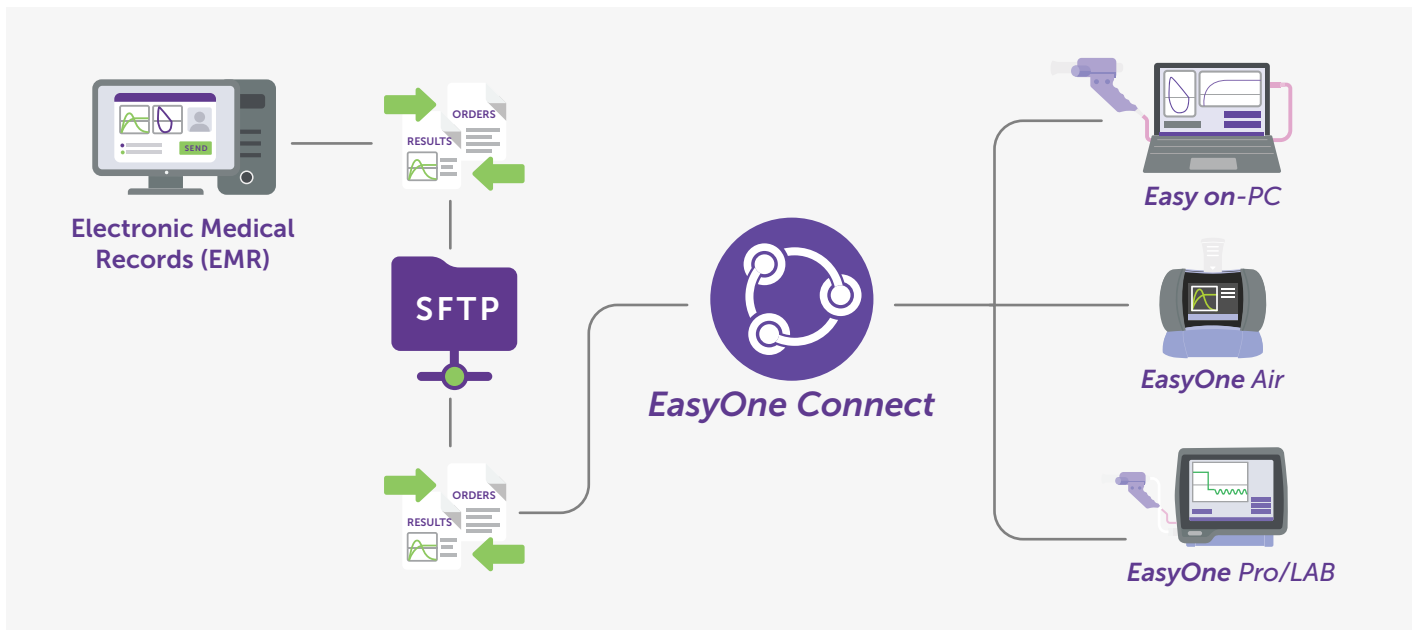 SEND
Electronic Medical
Records (EMR)
ORDERS
RESULTS
SFTP
ORDERS
RESULTS
EasyOne Connect
Easy on-PC
EasyOne Air
EasyOne Pro/LAB